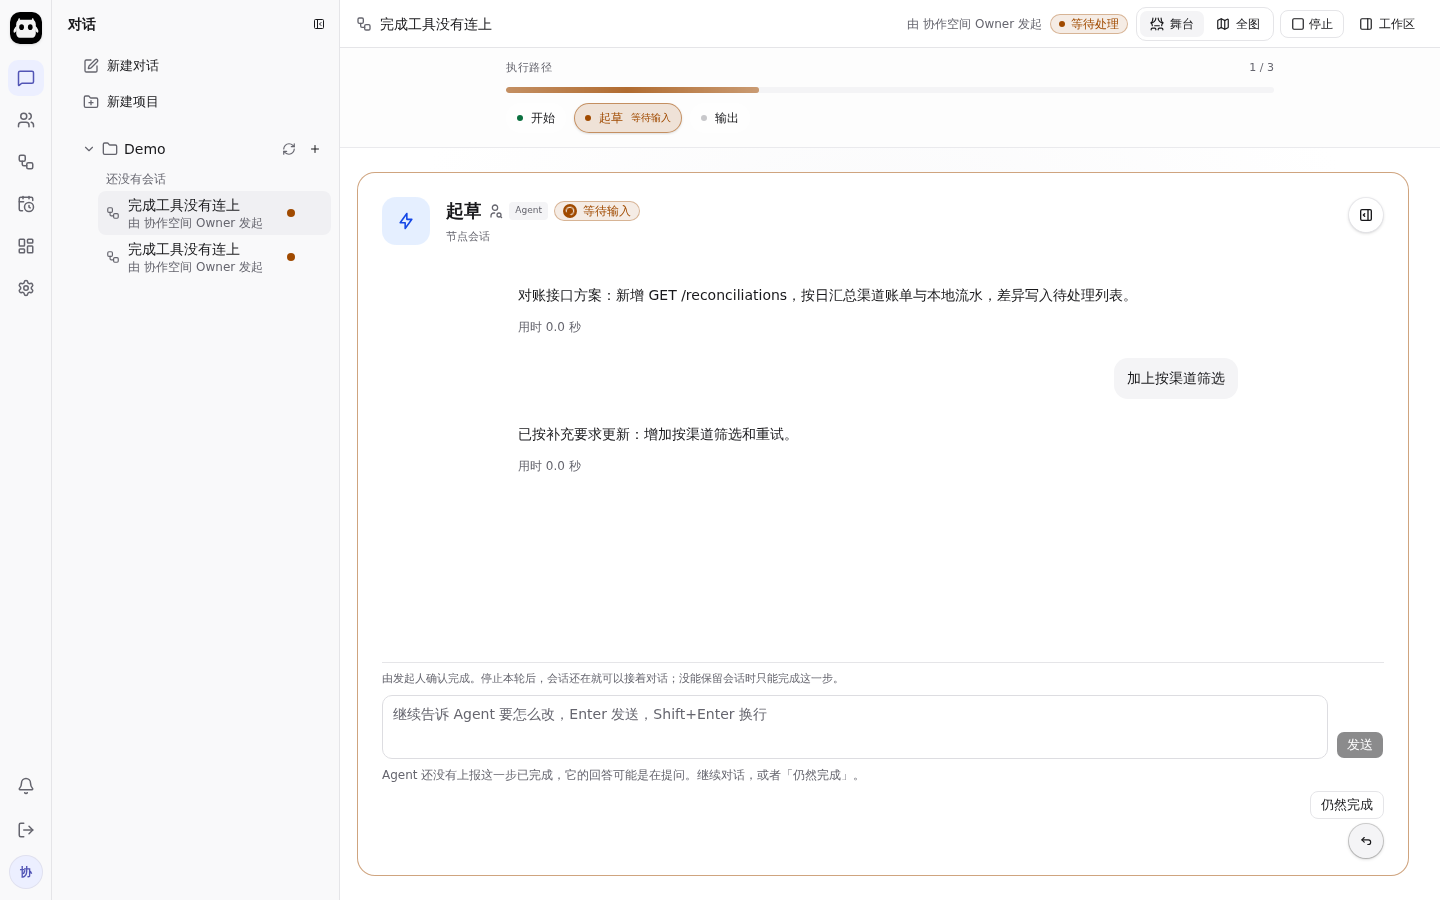 对话
新建对话
新建项目
Demo
还没有会话
完成工具没有连上
由 协作空间 Owner 发起
完成工具没有连上
由 协作空间 Owner 发起
协
完成工具没有连上
由 协作空间 Owner 发起
等待处理
舞台
全图
停止
工作区
执行路径
1 / 3
开始
起草 等待输入
输出
起草
Agent
等待输入
节点会话
对账接口方案：新增 GET /reconciliations，按日汇总渠道账单与本地流水，差异写入待处理列表。
用时 0.0 秒
加上按渠道筛选
已按补充要求更新：增加按渠道筛选和重试。
用时 0.0 秒
由发起人确认完成。停止本轮后，会话还在就可以接着对话；没能保留会话时只能完成这一步。
继续告诉 Agent 要怎么改，Enter 发送，Shift+Enter 换行
发送
Agent 还没有上报这一步已完成，它的回答可能是在提问。继续对话，或者「仍然完成」。
仍然完成